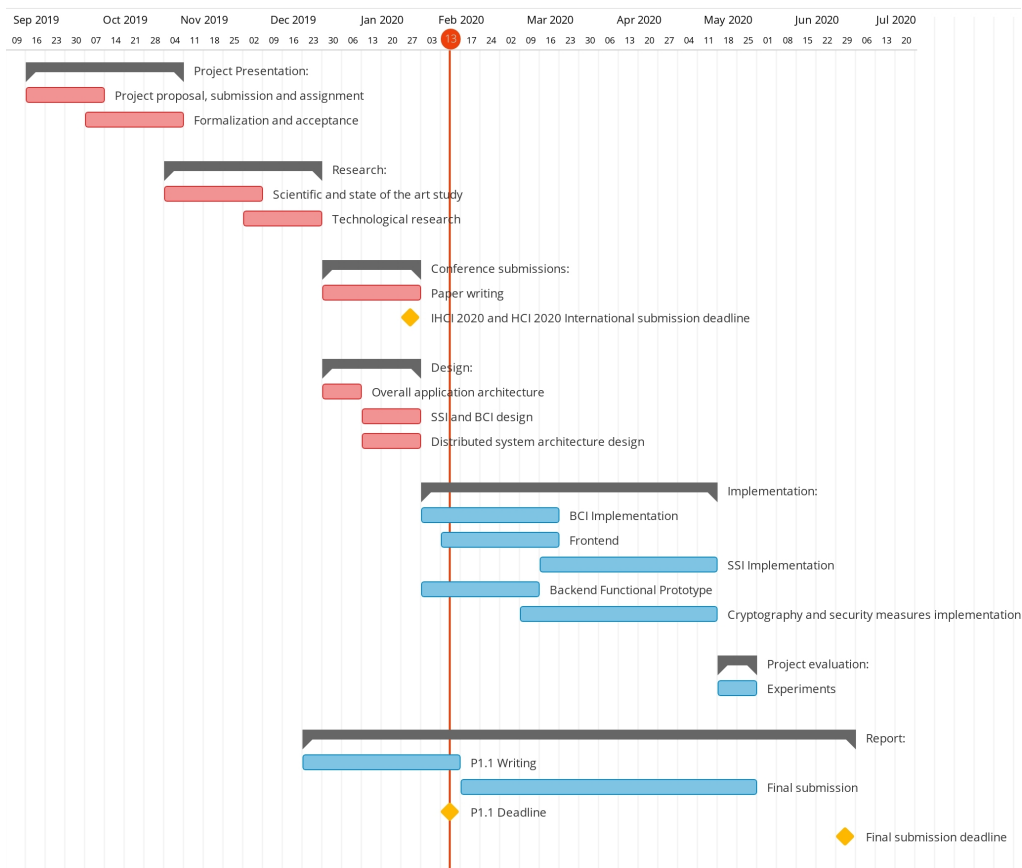 Sep 2019 Oct 2019 Nov 2019 Dec 2019 Jan 2020 Feb 2020 Mar 2020 Apr 2020 May 2020 Jun 2020 Jul 2020
09 16 23 30 07 14 21 28 04 11 18 25 02 09 16 23 30 06 13 20 27 03 13 17 24 02 09 16 23 30 06 13 20 27 04 11 18 25 01 08 15 22 29 06 13 20
Project Presentation:
Project proposal, submission and assignment
Formalization and acceptance
Research:
Scientific and state of the art study
Technological research
Conference submissions:
Paper writing
IHCI 2020 and HCI 2020 International submission deadline
Design:
Overall application architecture
SSI and BCI design
Distributed system architecture design
Implementation:
BCI Implementation
Frontend
SSI Implementation
Backend Functional Prototype
Cryptography and security measures implementation
Project evaluation:
Experiments
Report:
P1.1 Writing
Final submission
P1.1 Deadline
Final submission deadline